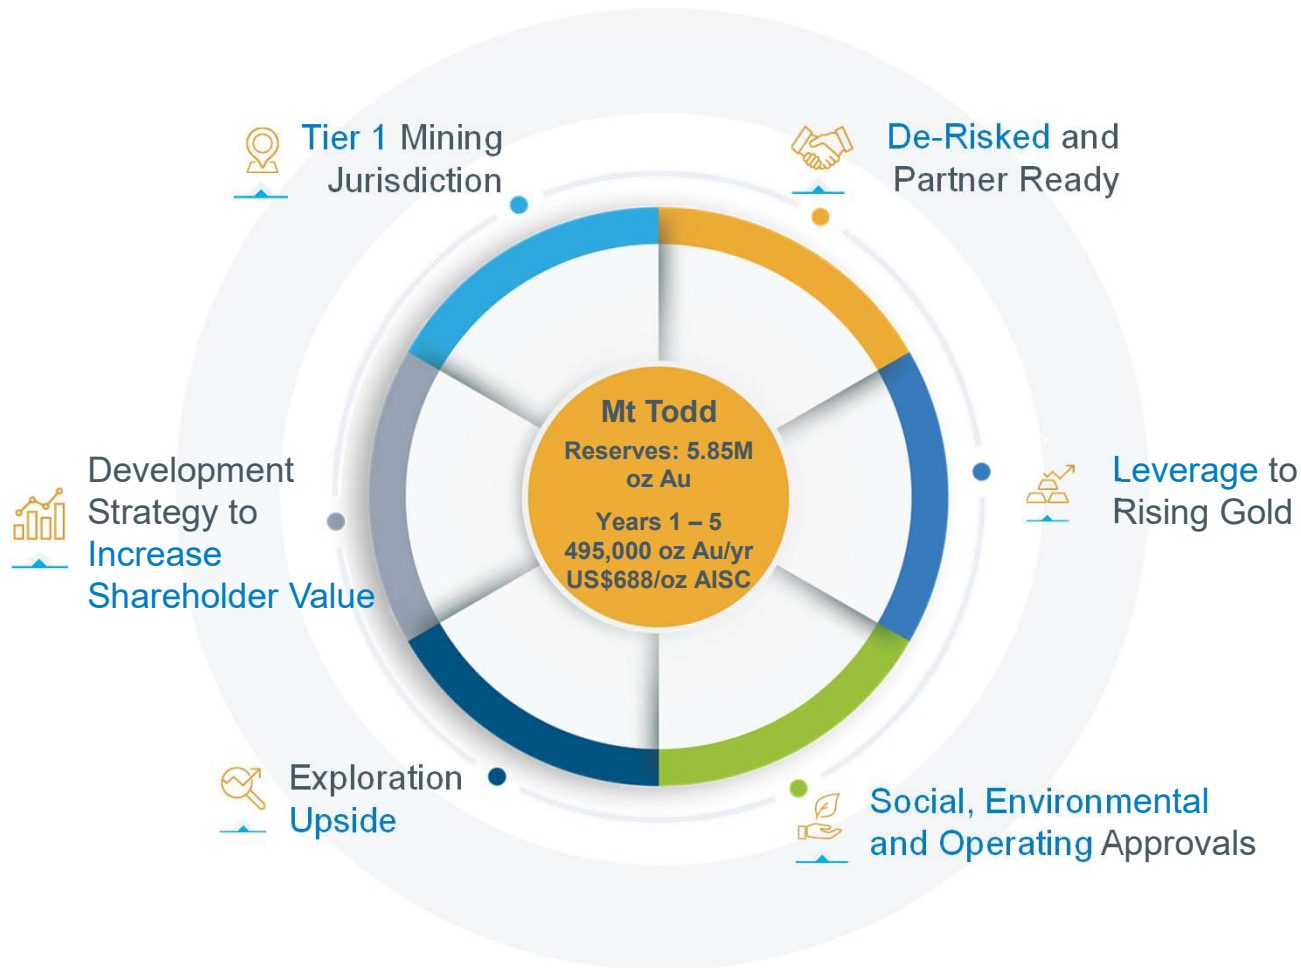 Tier 1 Mining
Jurisdiction
De-Risked and
Partner Ready
Mt Todd
Reserves: 5.85M
oz Au
Years 1 – 5
495,000 oz Au/yr
US$688/oz AISC
Development
Strategy to
Increase
Shareholder Value
Leverage to
Rising Gold
Exploration
Upside
Social, Environmental
and Operating Approvals